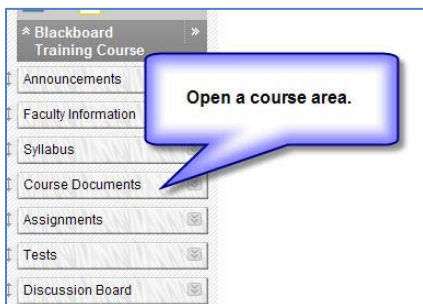 Blackboard
Training Course
Announcements
Open a course area.
Faculty Information
Syllabus
Course Documents
Assignments
Tests
Discussion Board